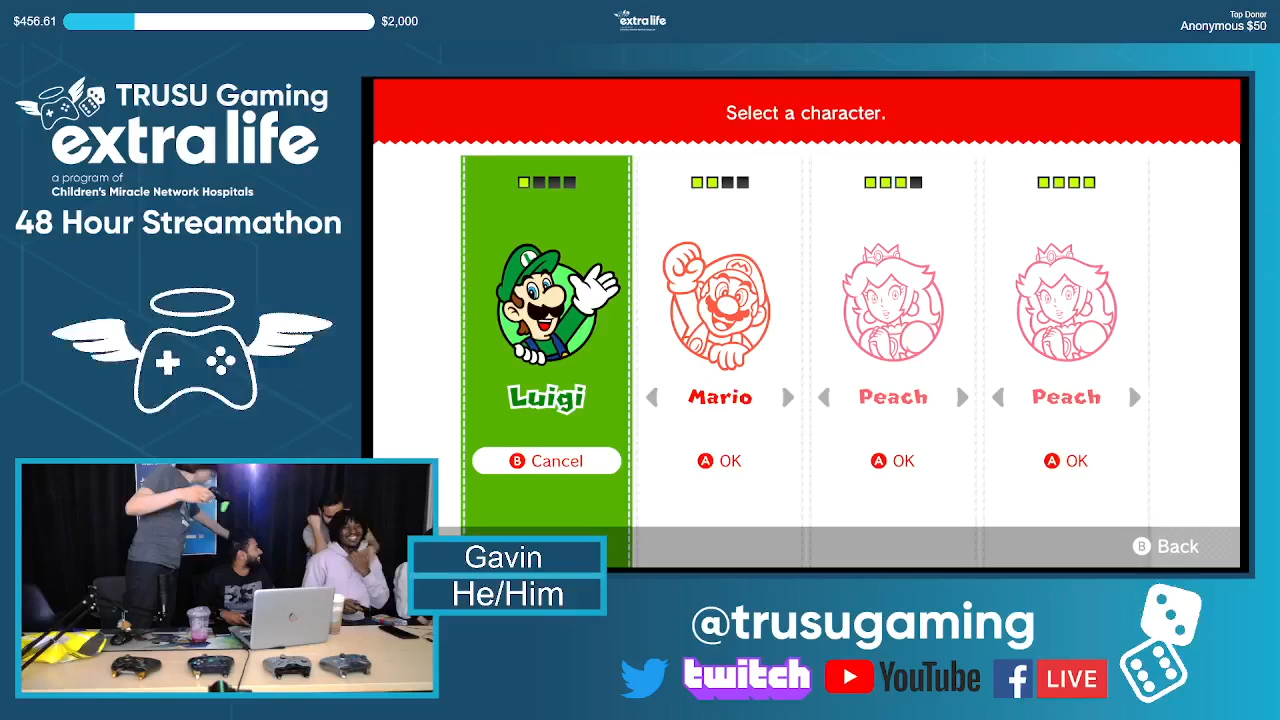 $456.61
$2,000
extra life
Top Donor
Anonymous $50
TRUSU Gaming
extra life
a program of
Children's Miracle Network Hospitals
48 Hour Streamathon
Select a character.
Luigi
Mario
Peach
Peach
B Cancel
A OK
A OK
A OK
B Back
Gavin
He/Him
@trusugaming
twitch
YouTube
f LIVE